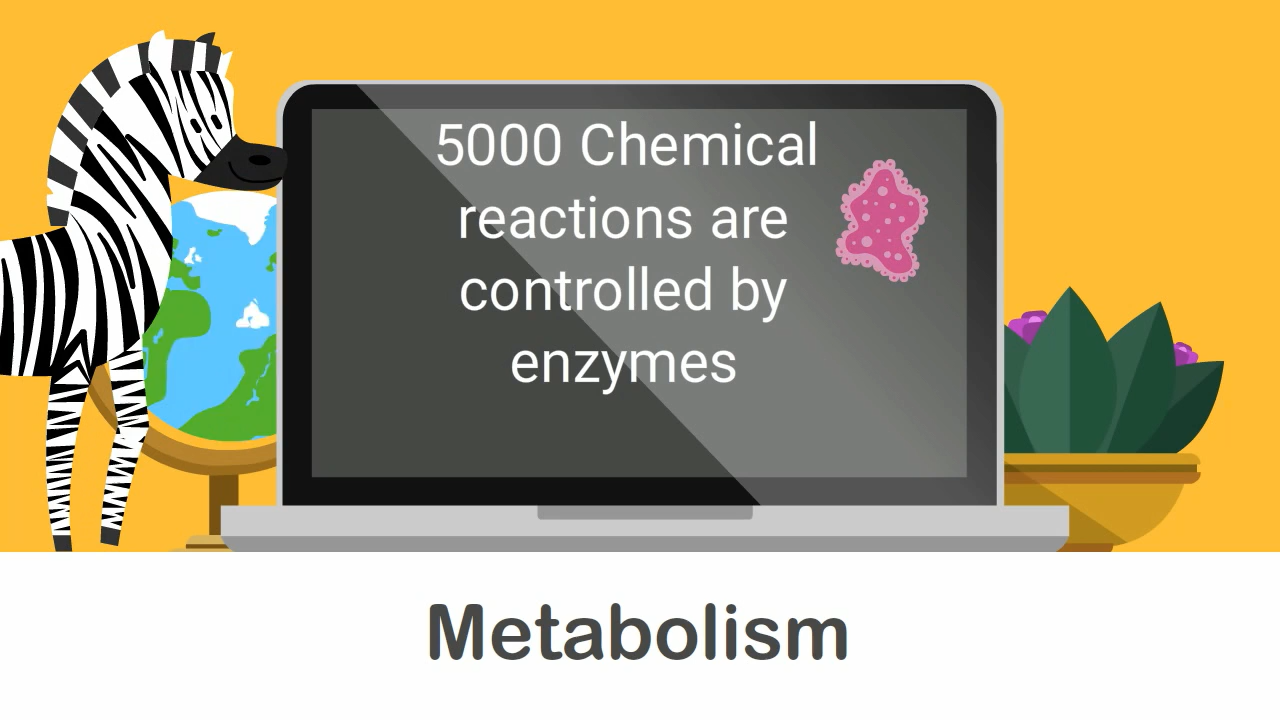 5000 Chemical
reactions are
controlled by
enzymes
Metabolism